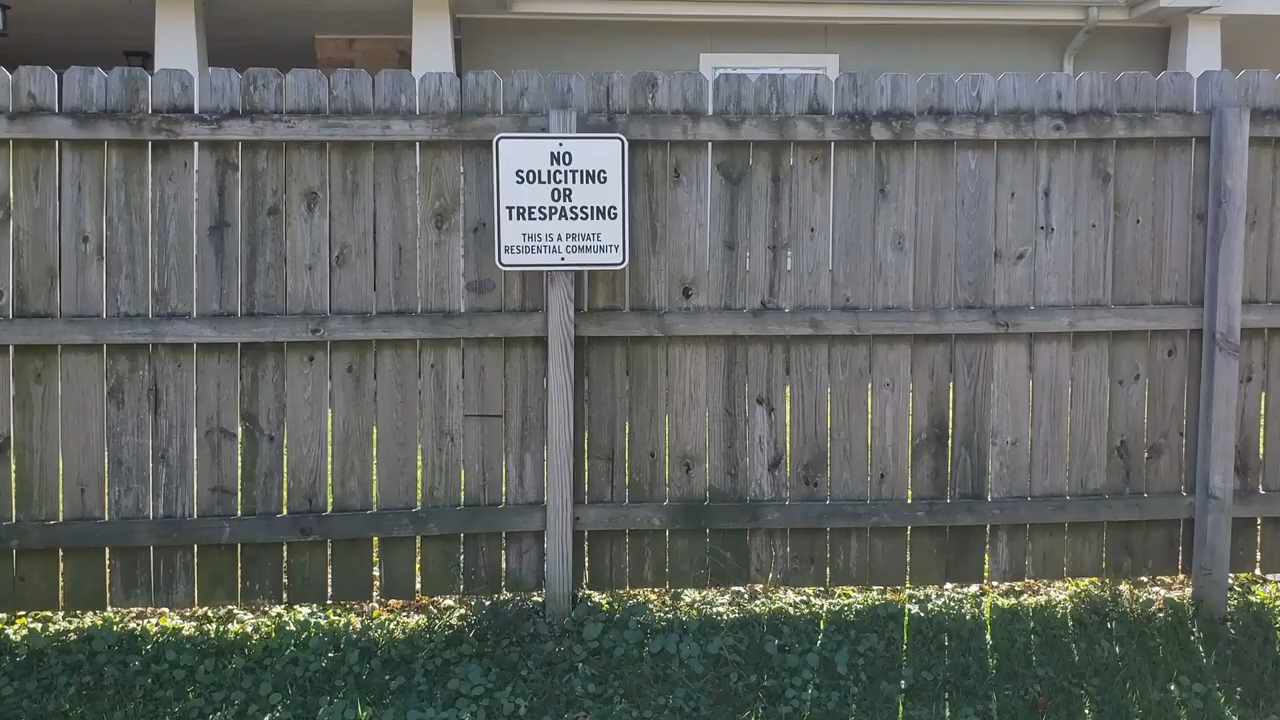 NO
SOLICITING
OR
TRESPASSING
THIS IS A PRIVATE
RESIDENTIAL COMMUNITY